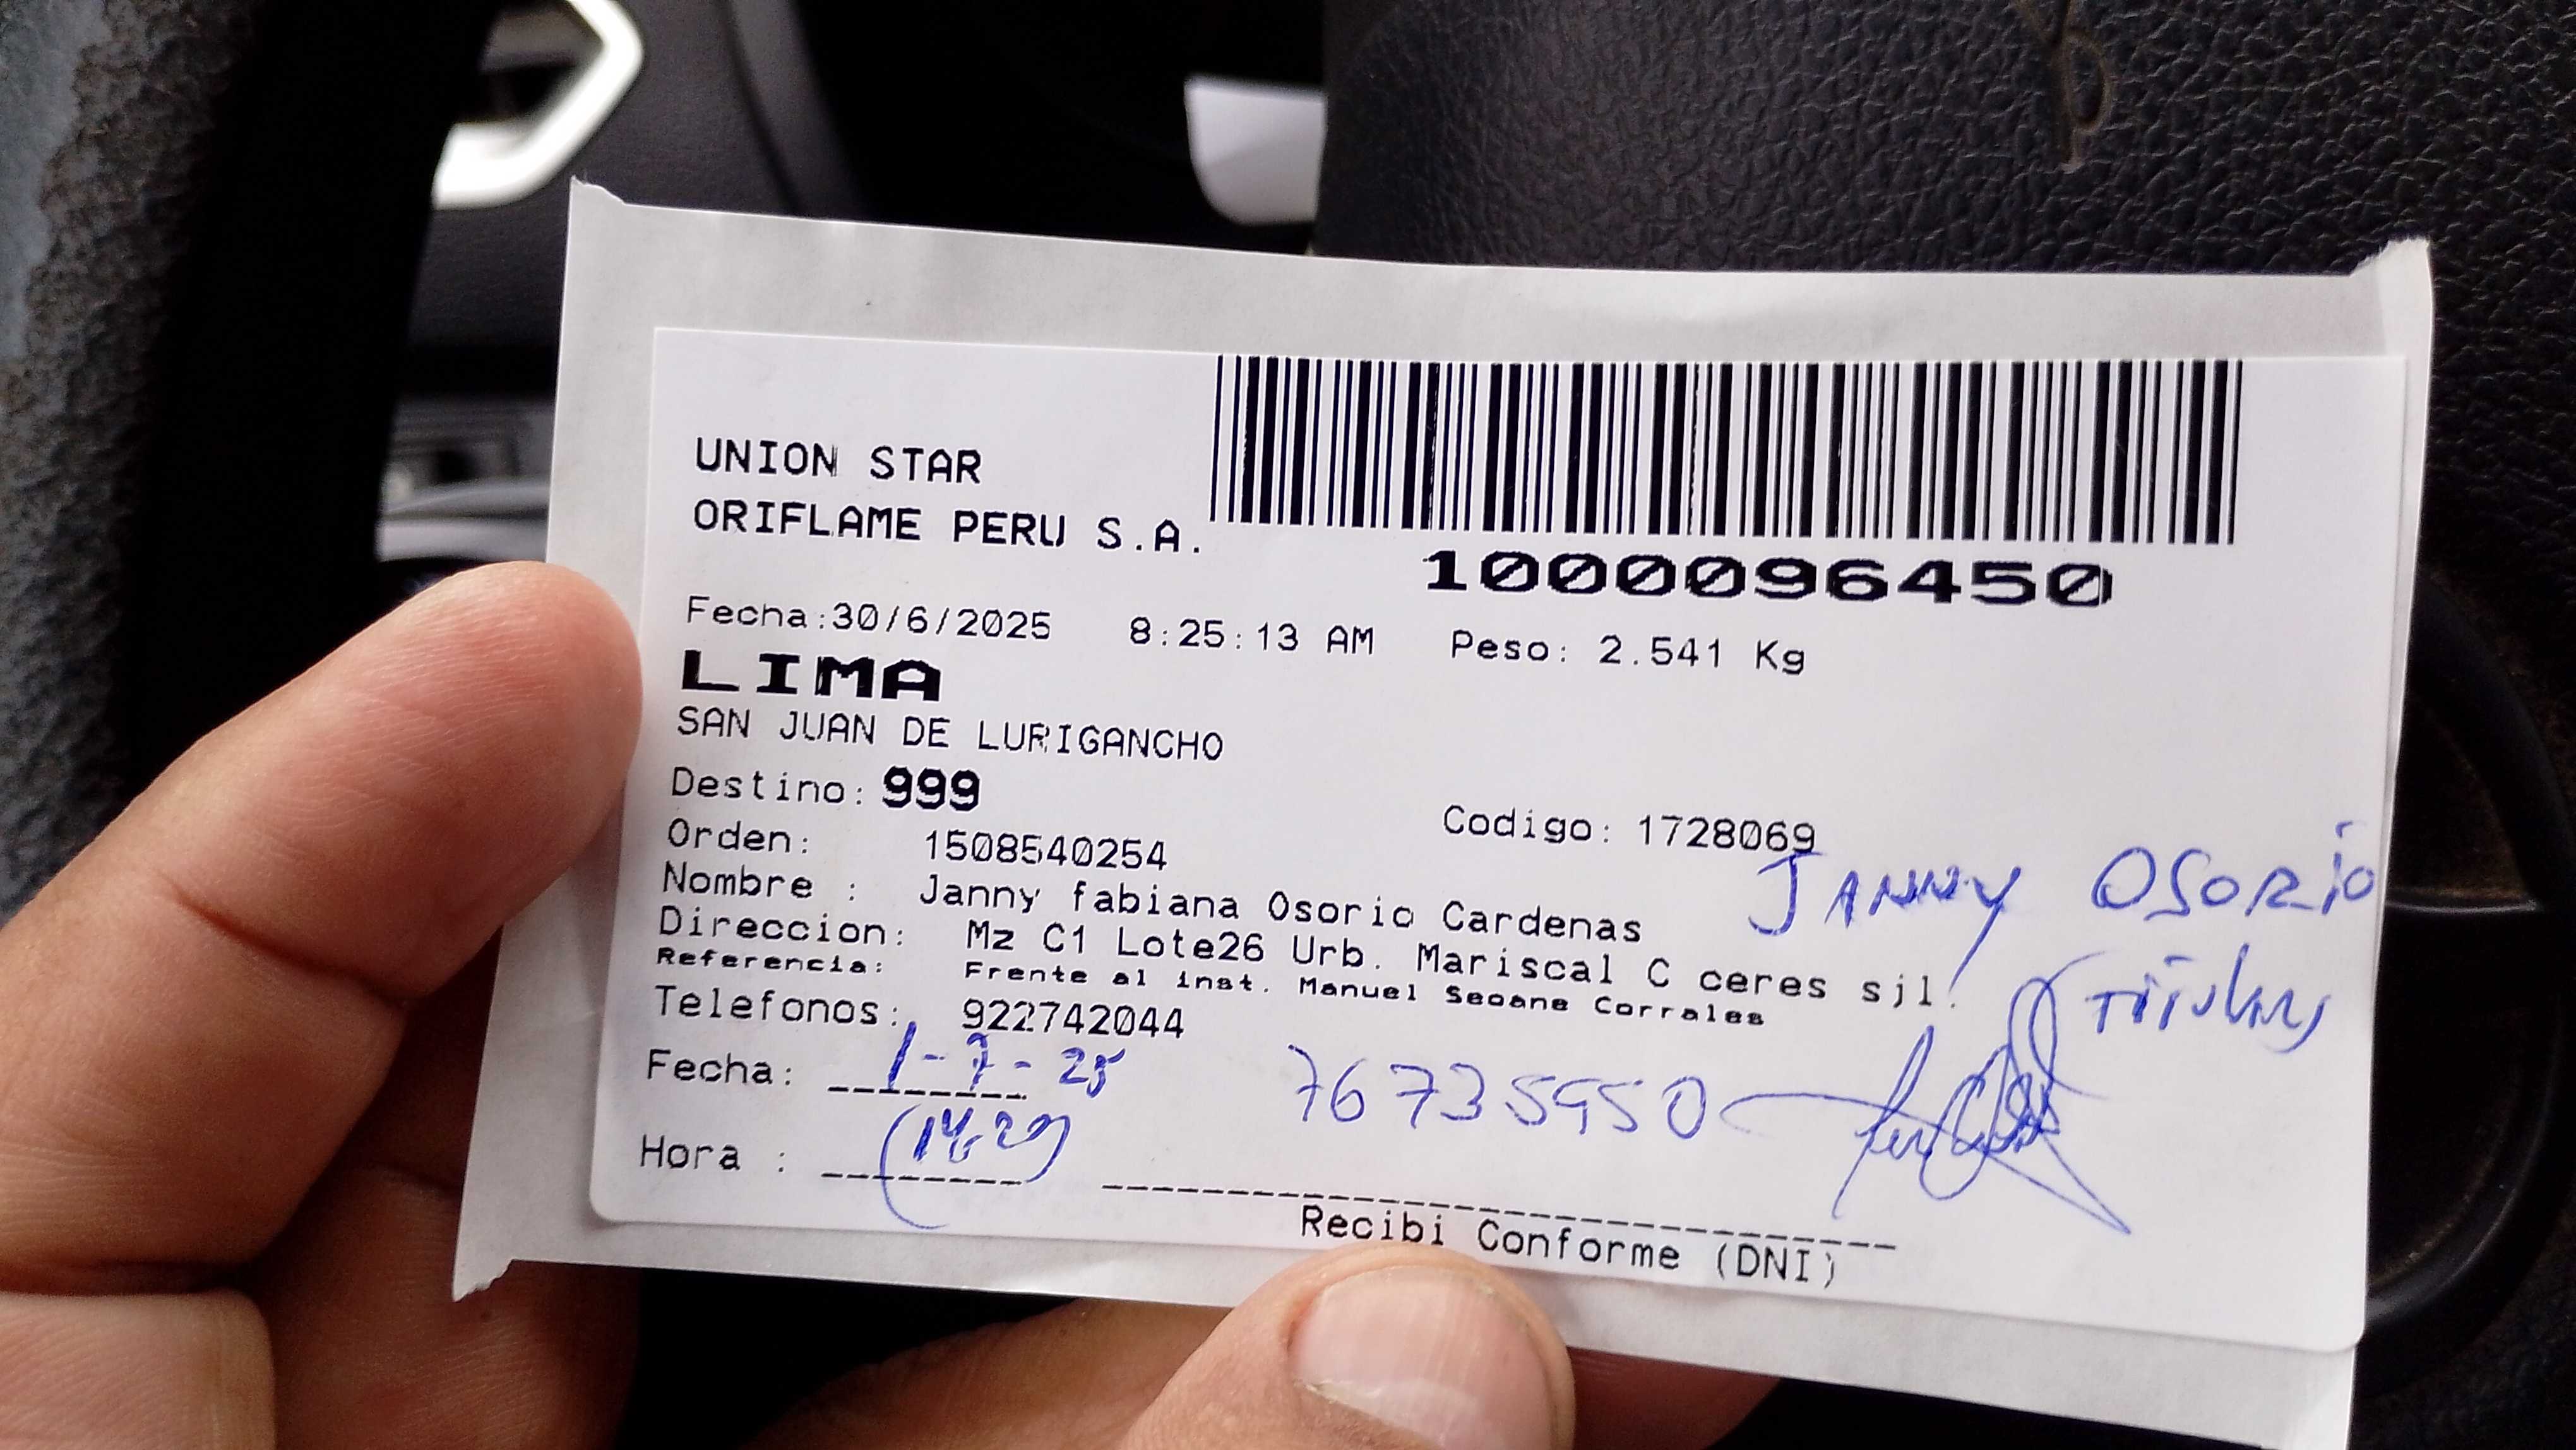 UNION STAR
ORIFLAME PERU S.A.
1000096450
Fecha:30/6/2025 8:25:13 AM Peso: 2.541 Kg
LIMA
SAN JUAN DE LURIGANCHO
Destino: 999
Codigo: 1728069
Orden: 1508540254
Nombre : Janny fabiana Osorio Cardenas
JANNY OSORIO
Direccion: Mz C1 Lote26 Urb. Mariscal C ceres sjl.
Referencia: Frente al inst. Manuel Seoane Corrales
Titular
Telefonos: 922742044
Fecha: 1-7-25
76735950
Hora : (14:29)
Recibi Conforme (DNI)